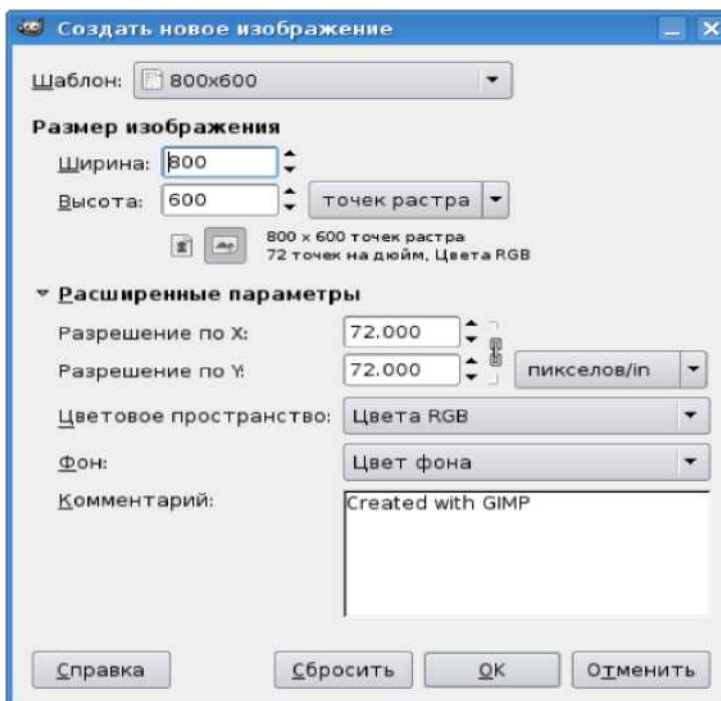 Создать новое изображение
Шаблон: 800x600
Размер изображения
Ширина: 800
Высота: 600 точек растра
800 × 600 точек растра
72 точек на дюйм, Цвета RGB
Расширенные параметры
Разрешение по X: 72.000
Разрешение по Y: 72.000 пикселов/in
Цветовое пространство: Цвета RGB
Фон: Цвет фона
Комментарий: Created with GIMP
Справка Сбросить OK Отменить